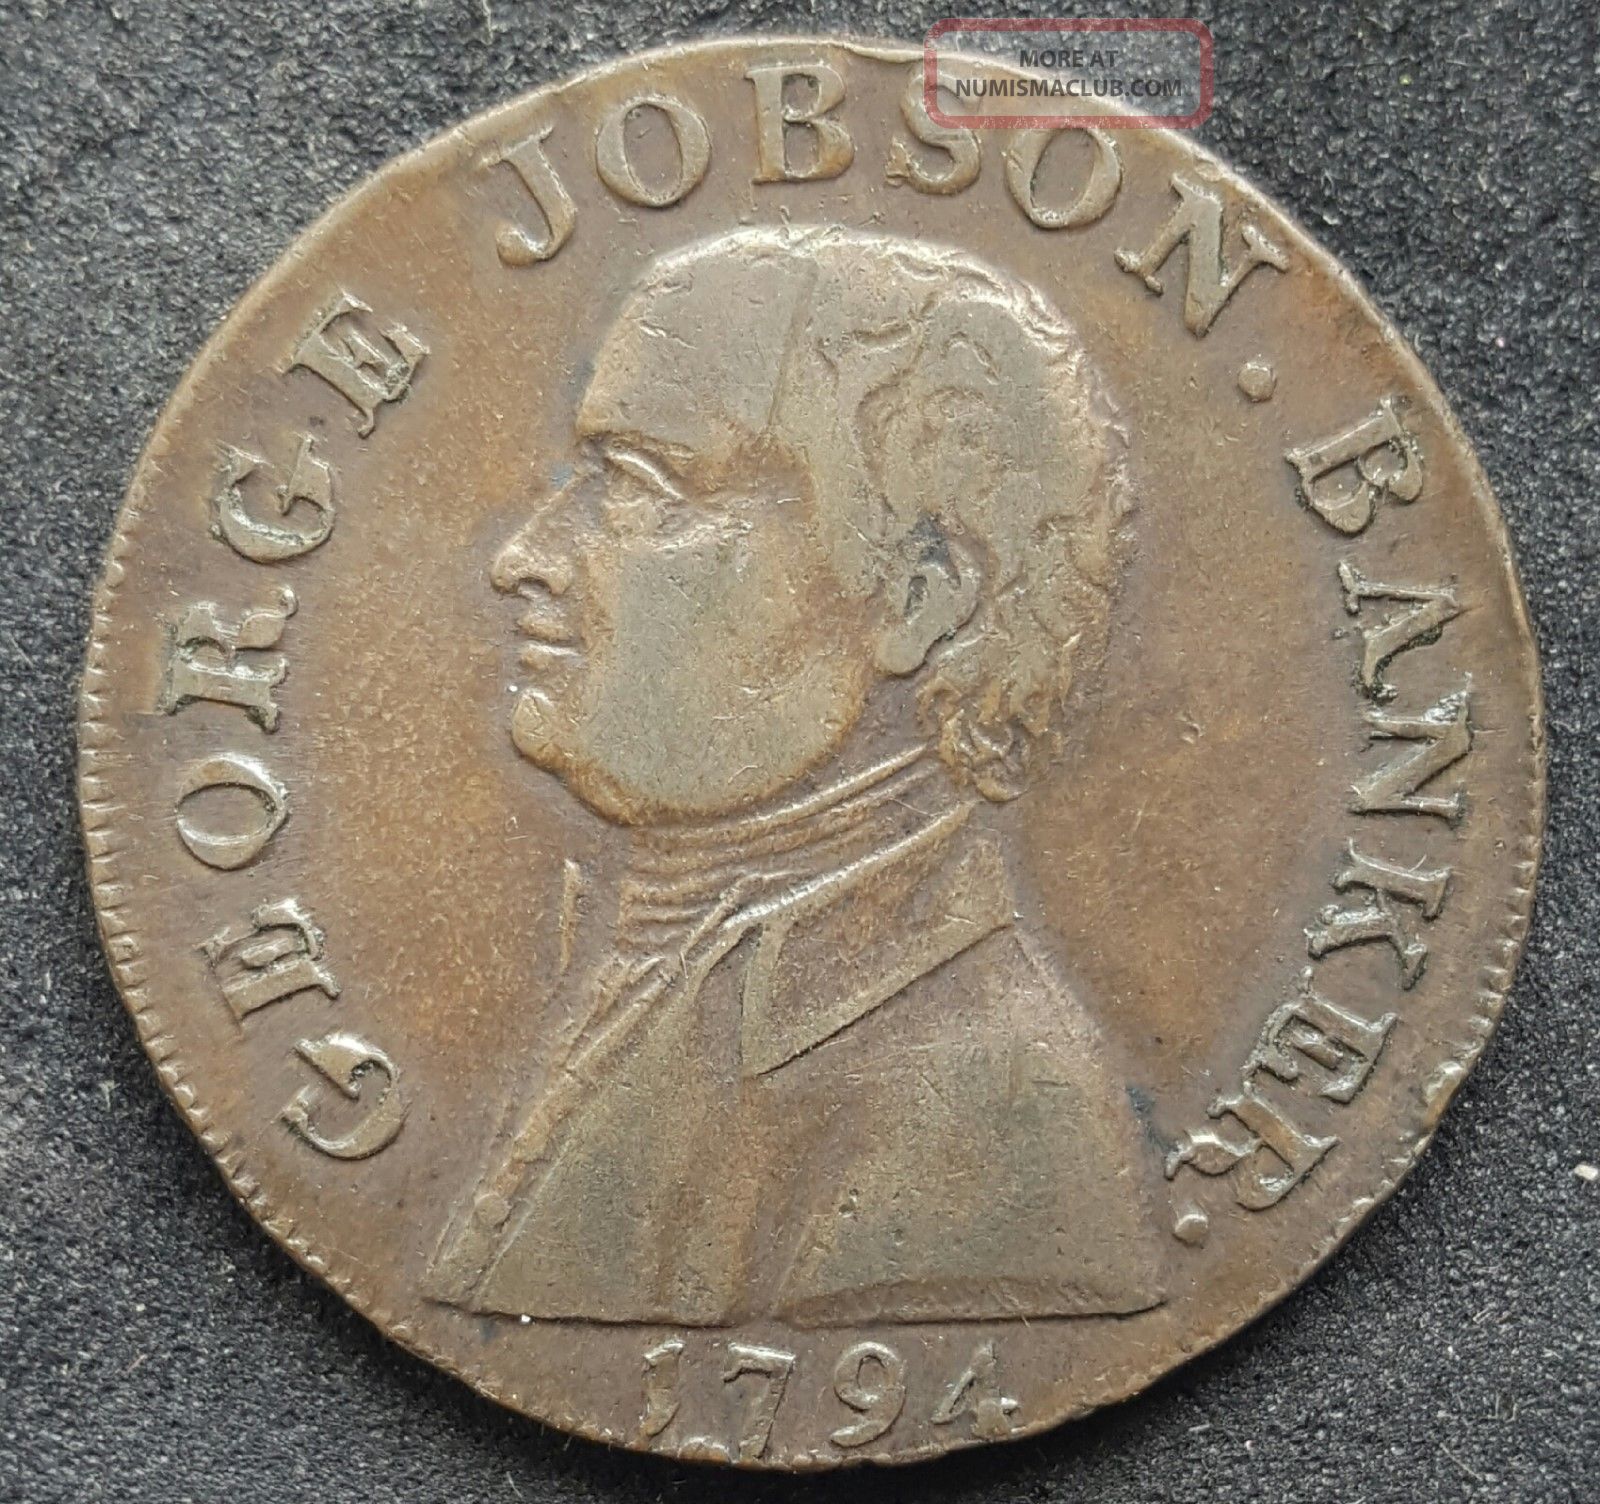 MORE AT
NUMISMACLUB.COM
GEORGE JOBSON . BANKER .
1794